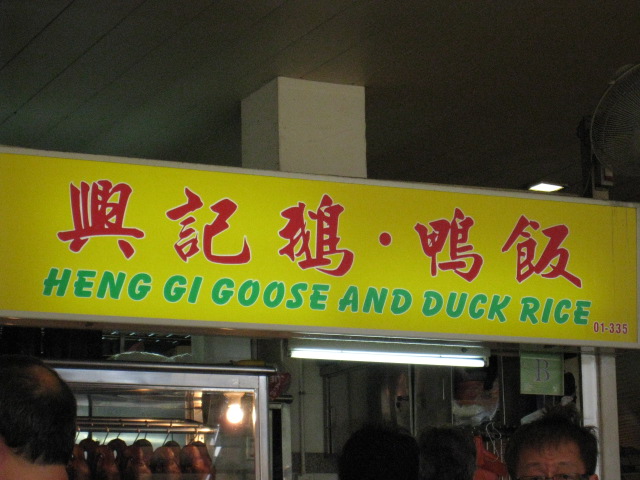 興記鵝·鴨飯
HENG GI GOOSE AND DUCK RICE
01-335
B